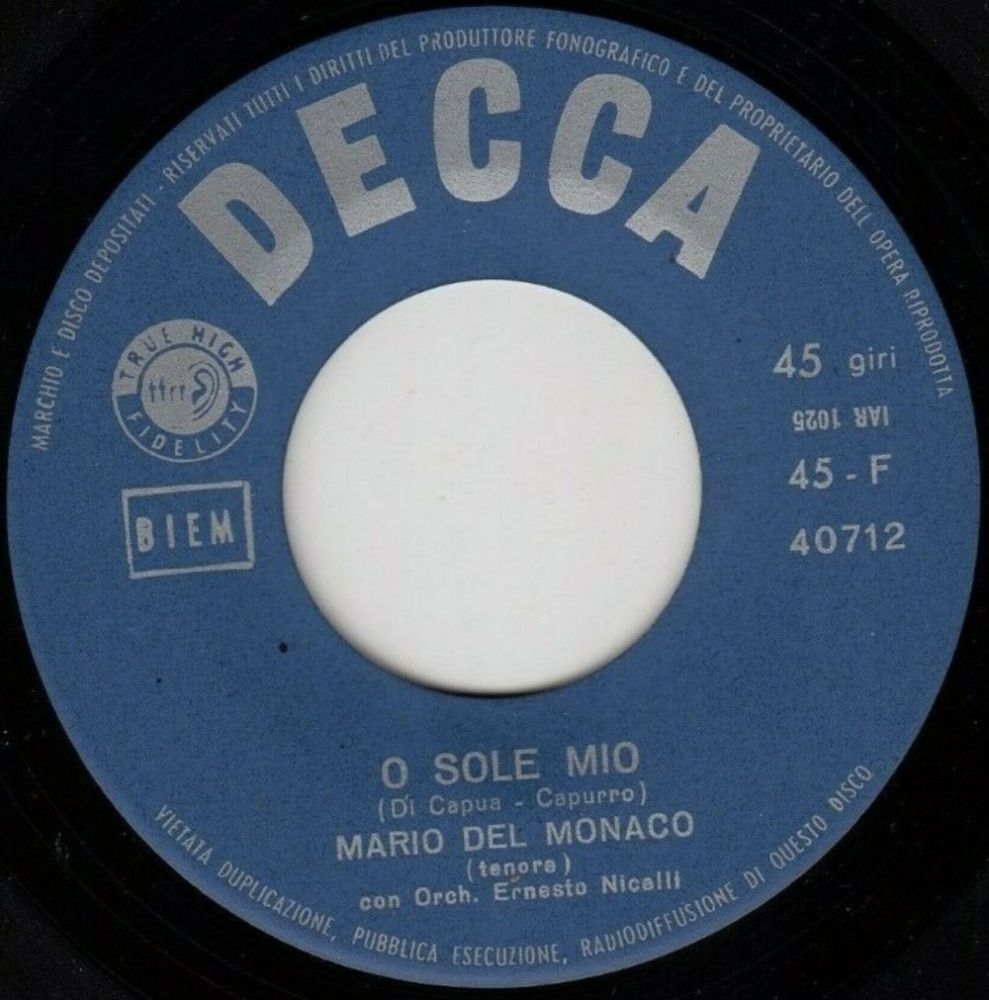 MARCHIO E DISCO DEPOSITATI - RISERVATI TUTTI I DIRITTI DEL PRODUTTORE FONOGRAFICO E DEL PROPRIETARIO DELL'OPERA RIPRODOTTA
DECCA
TRUE HIGH
FIDELITY
BIEM
45 giri
IAR 1025
45 - F
40712
O SOLE MIO
(Di Capua - Capurro)
MARIO DEL MONACO
(tenore)
con Orch. Ernesto Nicelli
VIETATA DUPLICAZIONE, PUBBLICA ESECUZIONE, RADIODIFFUSIONE DI QUESTO DISCO